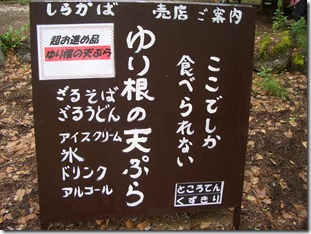 しらかば 売店ご案内
ここでしか
食べられない
ゆり根の天ぷら
超お進め品
ゆり根の天ぷら
ざるそば
ざるうどん
アイスクリーム
氷
ドリンク
アルコール
ところてん
くずきり